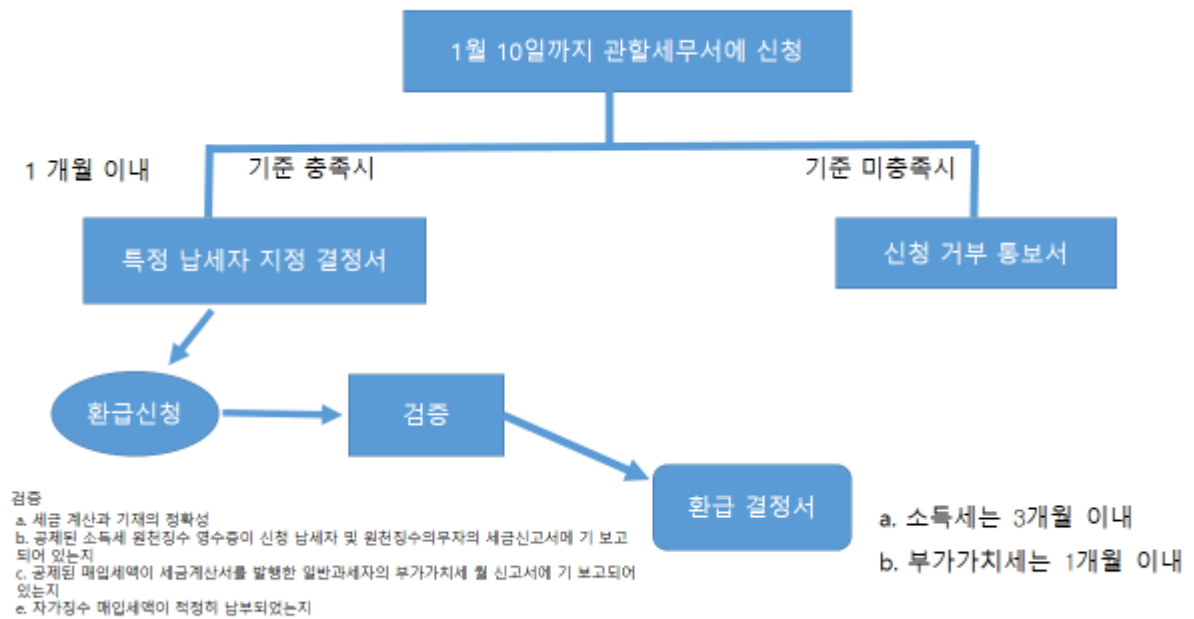 1월 10일까지 관할세무서에 신청
1 개월 이내
기준 충족시
기준 미충족시
특정 납세자 지정 결정서
신청 거부 통보서
환급신청
검증
환급 결정서
검증
a. 세금 계산과 기재의 정확성
b. 공제된 소득세 원천징수 영수증이 신청 납세자 및 원천징수의무자의 세금신고서에 기 보고
되어 있는지
c. 공제된 매입세액이 세금계산서를 발행한 일반과세자의 부가가치세 월 신고서에 기 보고되어
있는지
e. 자가징수 매입세액이 적정히 납부되었는지
a. 소득세는 3개월 이내
b. 부가가치세는 1개월 이내